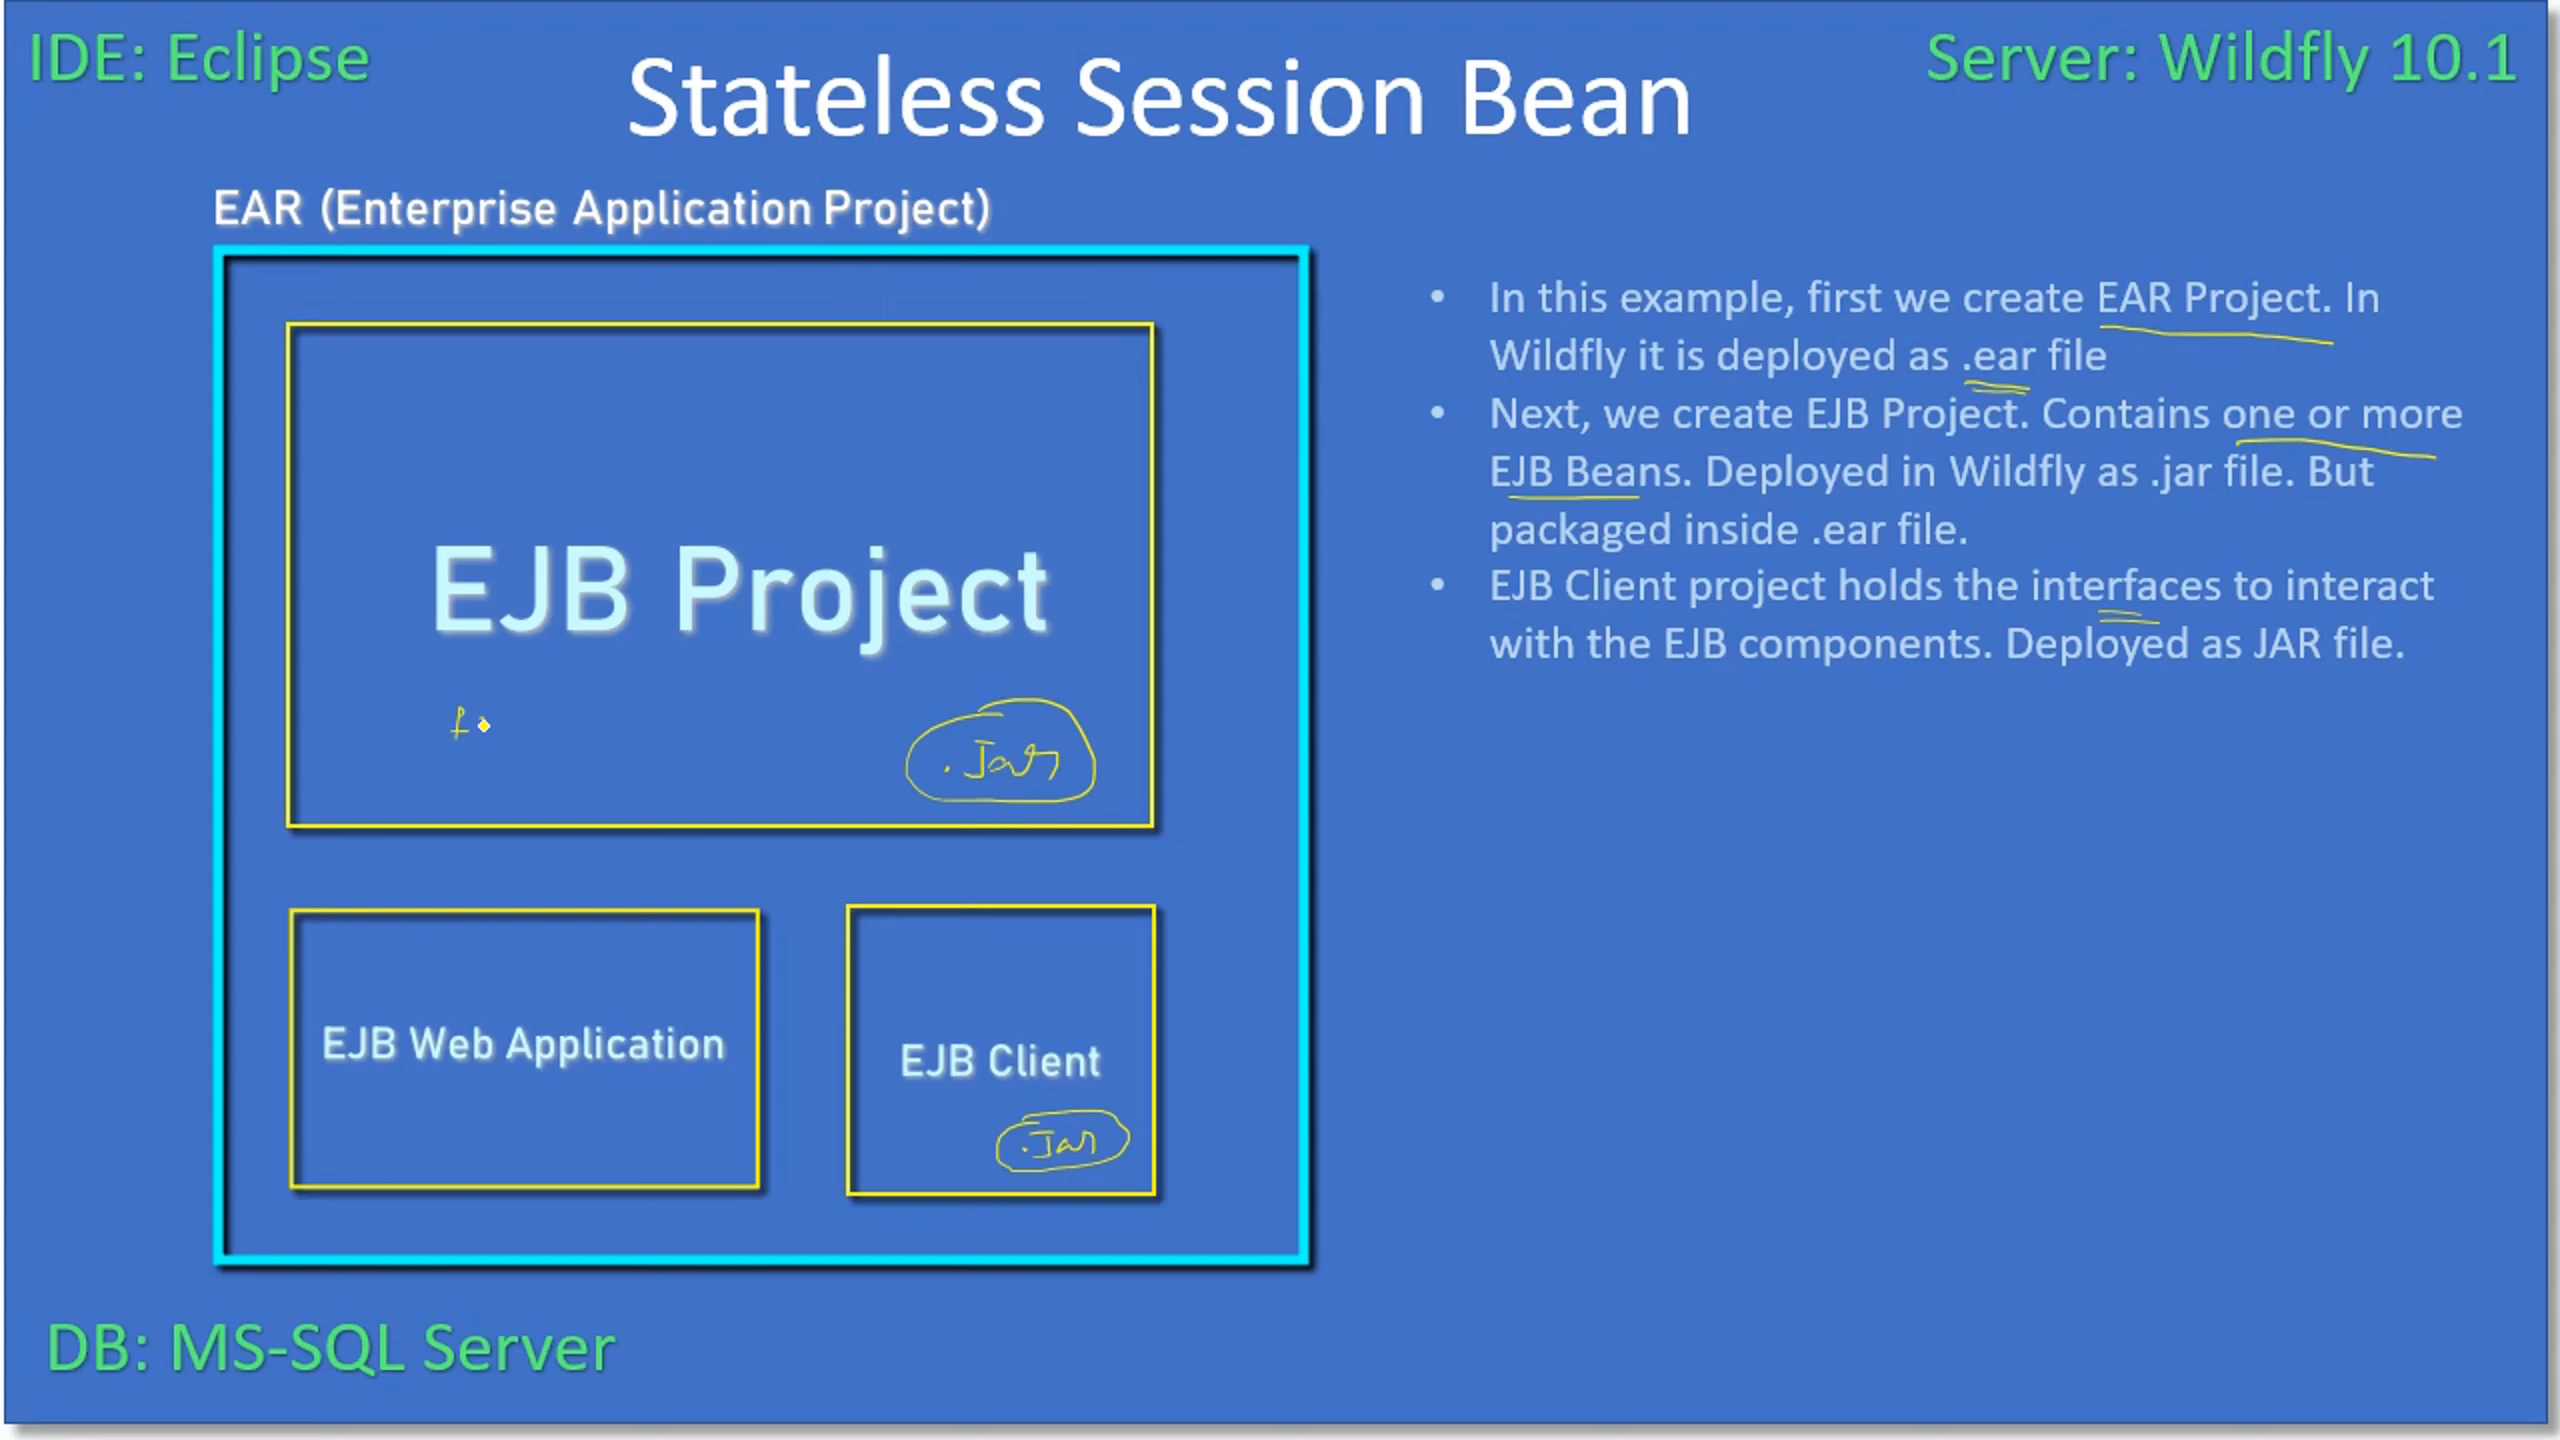 IDE: Eclipse
Stateless Session Bean
Server: Wildfly 10.1
EAR (Enterprise Application Project)
EJB Project
.Jar
EJB Web Application
EJB Client
.Jar
• In this example, first we create EAR Project. In
Wildfly it is deployed as .ear file
• Next, we create EJB Project. Contains one or more
EJB Beans. Deployed in Wildfly as .jar file. But
packaged inside .ear file.
• EJB Client project holds the interfaces to interact
with the EJB components. Deployed as JAR file.
DB: MS-SQL Server